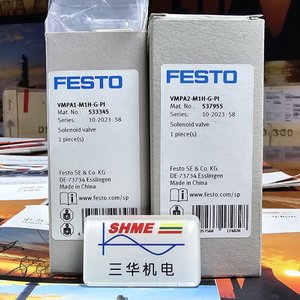 FESTO
VMPA1-M1H-G-PI
Mat. No.: 533345
Series: 10-2023: S8
Solenoid valve
1 piece(s)
Festo SE & Co. KG
DE-73734 Esslingen
Made in China
www.festo.com/sp
FESTO
VMPA2-M1H-G-PI
Mat. No.: 537955
Series: 10-2023: S8
Solenoid valve
1 piece(s)
Festo SE & Co. KG
DE-73734 Esslingen
Made in China
www.festo.com/sp
SHME
三华机电